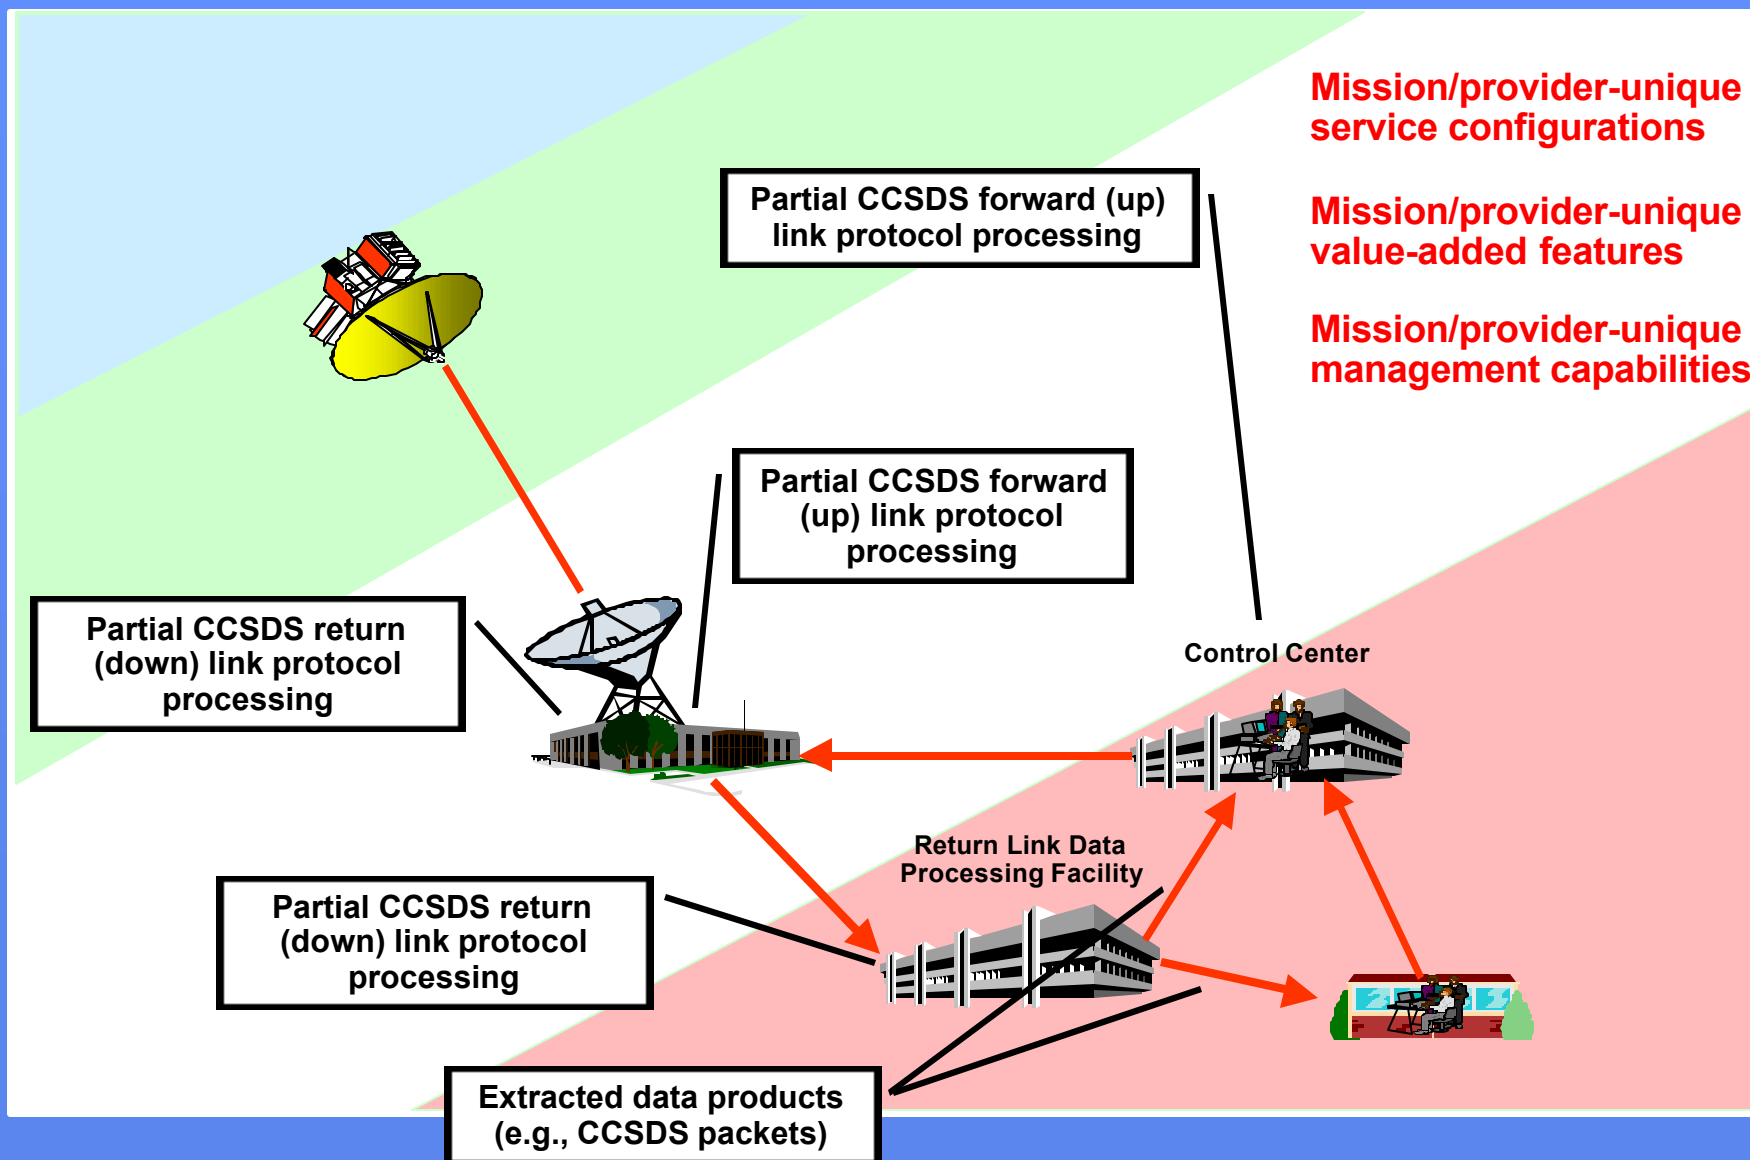 Mission/provider-unique
service configurations
Mission/provider-unique
value-added features
Mission/provider-unique
management capabilities
Partial CCSDS forward (up)
link protocol processing
Partial CCSDS forward
(up) link protocol
processing
Partial CCSDS return
(down) link protocol
processing
Control Center
Return Link Data
Processing Facility
Partial CCSDS return
(down) link protocol
processing
Extracted data products
(e.g., CCSDS packets)